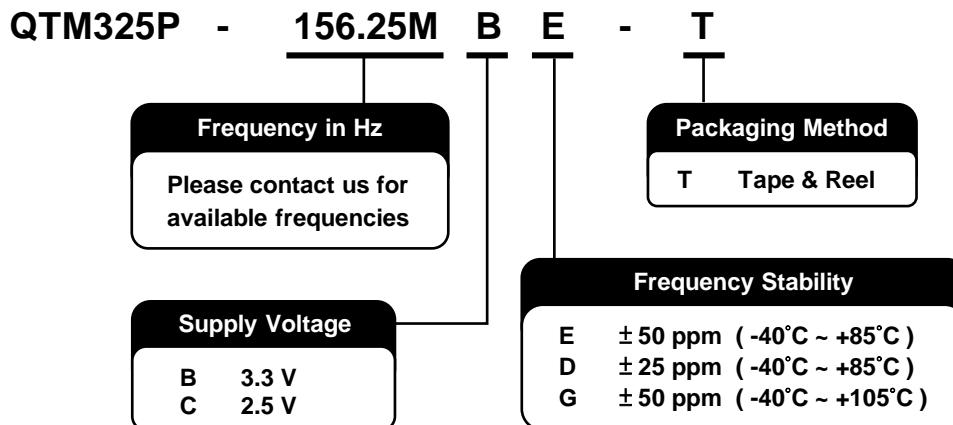 QTM325P - 156.25M B E - T
Frequency in Hz
Please contact us for
available frequencies
Packaging Method
T Tape & Reel
Supply Voltage
B 3.3 V
C 2.5 V
Frequency Stability
E ±50 ppm ( -40°C ~ +85°C )
D ±25 ppm ( -40°C ~ +85°C )
G ±50 ppm ( -40°C ~ +105°C )